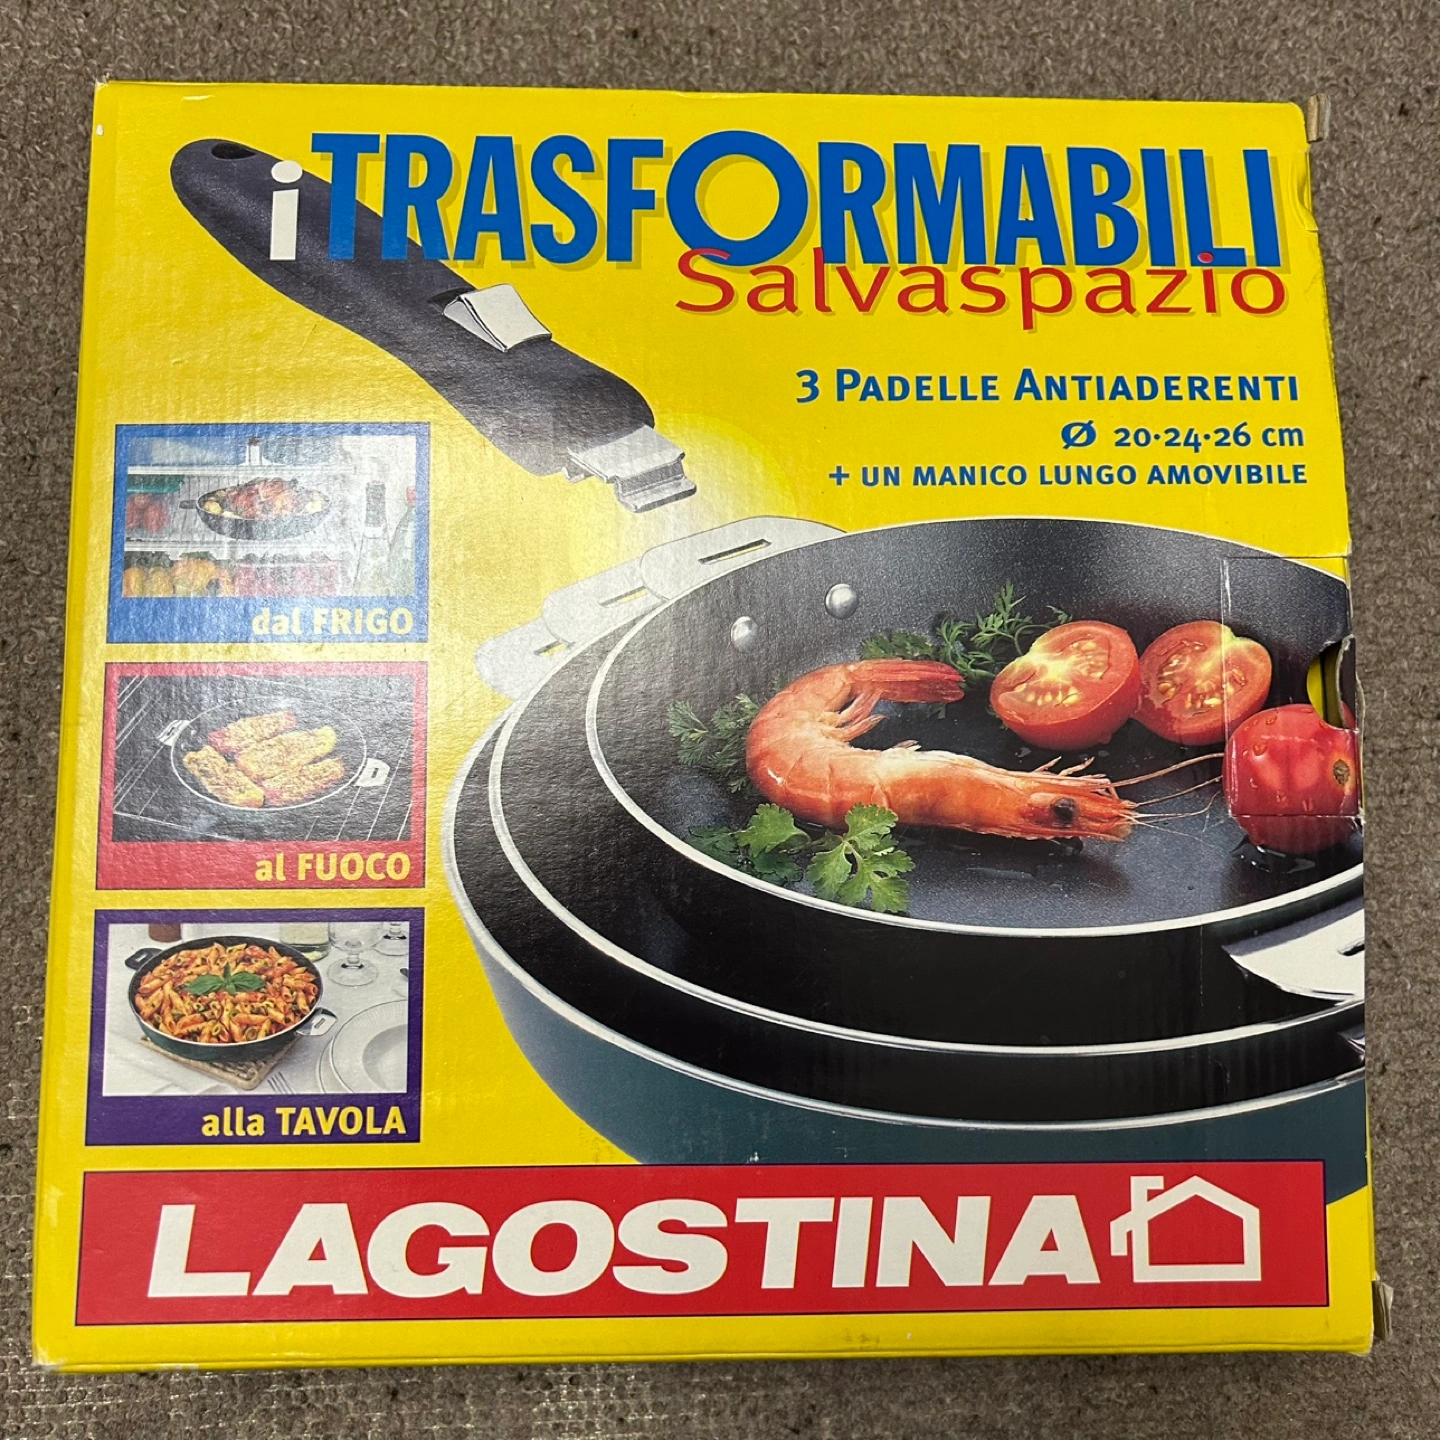 i TRASFORMABILI
Salvaspazio
3 PADELLE ANTIADERENTI
Ø 20·24·26 cm
+ UN MANICO LUNGO AMOVIBILE
dal FRIGO
al FUOCO
alla TAVOLA
LAGOSTINA